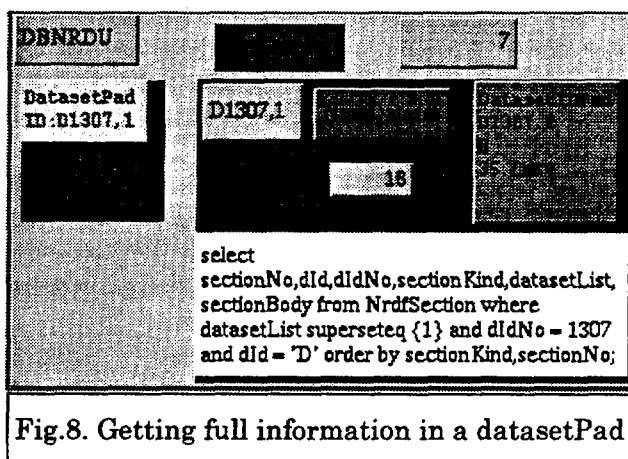 DBNRDU
7
DatasetPad
ID:D1307,1
D1307,1
16
select
sectionNo,dId,dIdNo,sectionKind,datasetList,
sectionBody from NrdfSection where
datasetList superseteq {1} and dIdNo = 1307
and dId = 'D' order by sectionKind,sectionNo;
Fig.8. Getting full information in a datasetPad